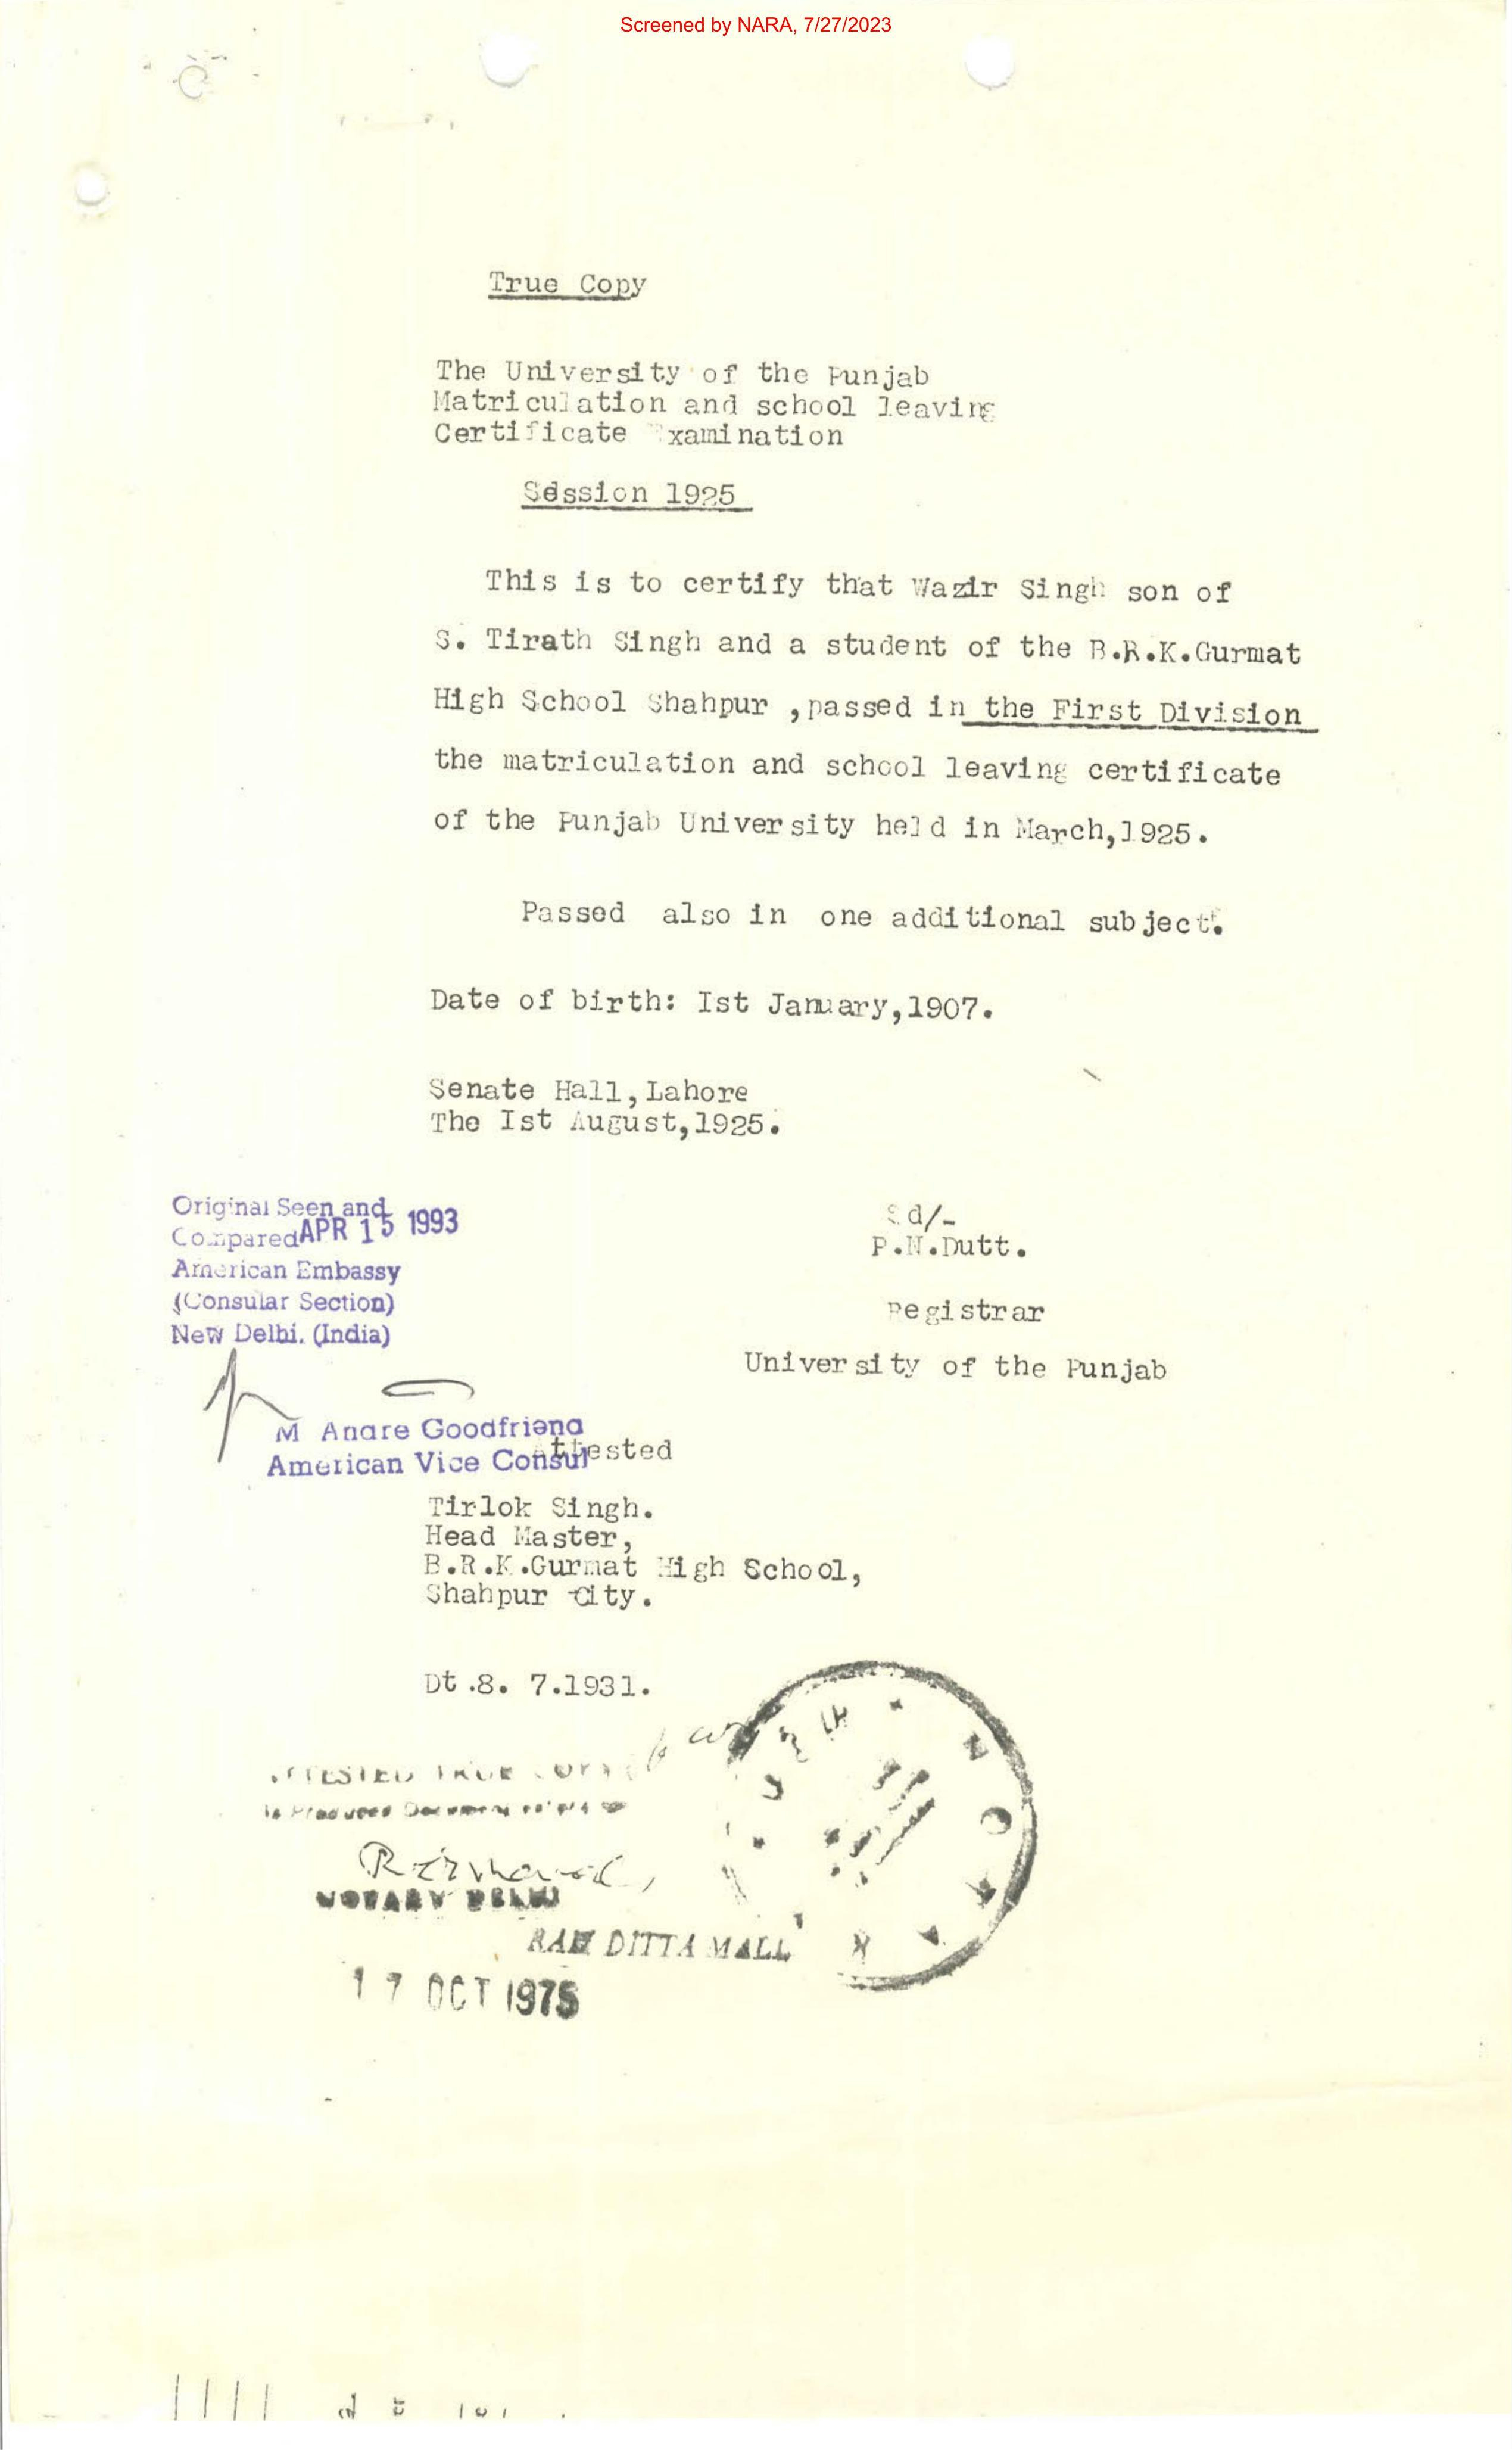 Screened by NARA, 7/27/2023
True Copy
The University of the Punjab
Matriculation and school leaving
Certificate Examination
Session 1925
This is to certify that Wazir Singh son of
S. Tirath Singh and a student of the B.R.K.Gurmat
High School Shahpur ,passed in the First Division
the matriculation and school leaving certificate
of the Punjab University held in March,1925.
Passed also in one additional subject.
Date of birth: Ist January,1907.
Senate Hall,Lahore
The Ist August,1925.
Original Seen and
Compared APR 15 1993
American Embassy
(Consular Section)
New Delhi. (India)
Sd/-
P.N.Dutt.
Registrar
University of the Punjab
M Andre Goodfriend
American Vice Consul
Attested
Tirlok Singh.
Head Master,
B.R.K.Gurmat High School,
Shahpur City.
Dt.8. 7.1931.
ATTESTED TRUE COPY
Produced Document
NOTARY DELHI
RAM DITTA MALL
17 OCT 1975